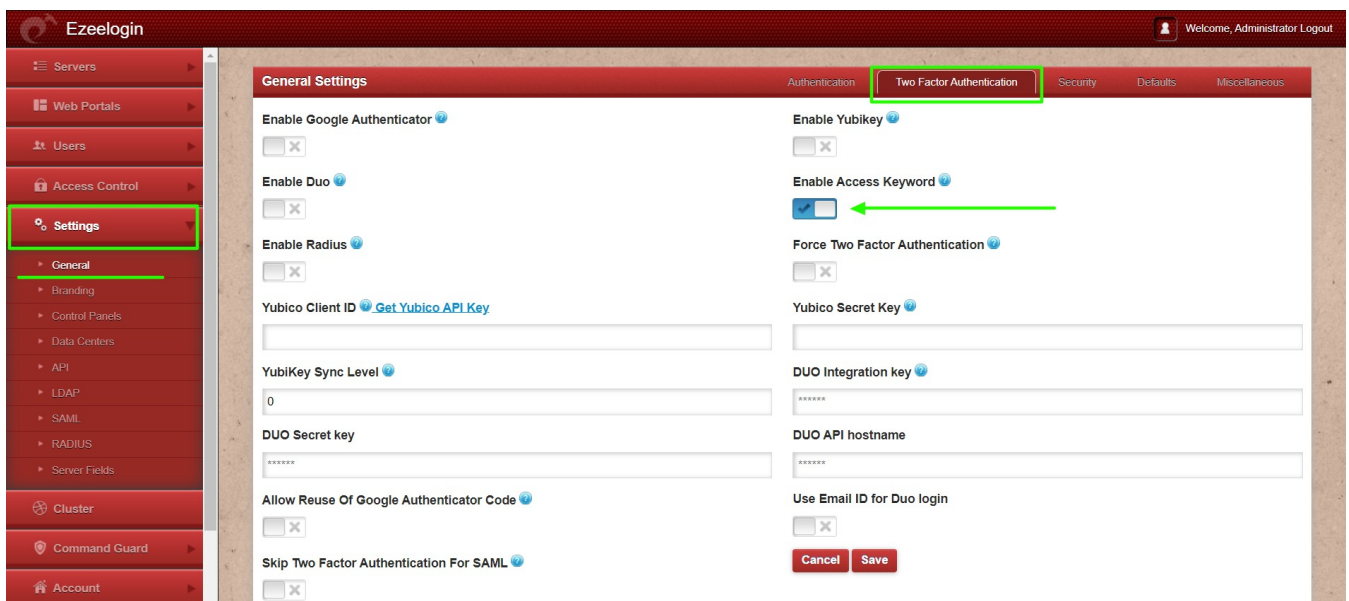 Ezeelogin
Welcome, Administrator Logout
Servers
Web Portals
Users
Access Control
Settings
General
Branding
Control Panels
Data Centers
API
LDAP
SAML
RADIUS
Server Fields
Cluster
Command Guard
Account
General Settings
Authentication
Two Factor Authentication
Security
Defaults
Miscellaneous
Enable Google Authenticator
Enable Yubikey
Enable Duo
Enable Access Keyword
Enable Radius
Force Two Factor Authentication
Yubico Client ID Get Yubico API Key
Yubico Secret Key
YubiKey Sync Level
DUO Integration key
0
******
DUO Secret key
DUO API hostname
******
******
Allow Reuse Of Google Authenticator Code
Use Email ID for Duo login
Cancel Save
Skip Two Factor Authentication For SAML